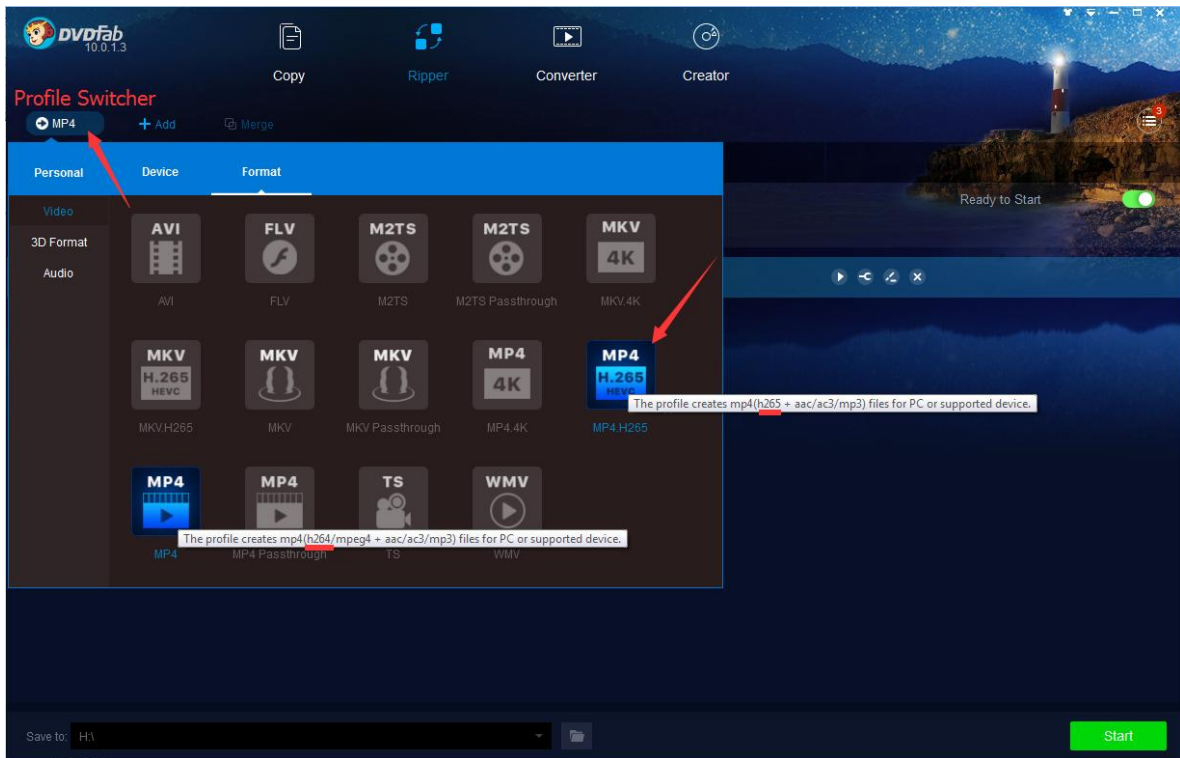 DVDFab
10.0.1.3
Copy
Ripper
Converter
Creator
Profile Switcher
MP4
Add
Merge
3
Personal
Device
Format
Ready to Start
Video
3D Format
Audio
AVI
FLV
M2TS
M2TS
MKV
4K
AVI
FLV
M2TS
M2TS Passthrough
MKV.4K
MKV
H.265
HEVC
MKV
MKV
MP4
4K
MP4
H.265
HEVC
The profile creates mp4(h265 + aac/ac3/mp3) files for PC or supported device.
MKV.H265
MKV
MKV Passthrough
MP4.4K
MP4.H265
MP4
MP4
TS
WMV
The profile creates mp4(h264/mpeg4 + aac/ac3/mp3) files for PC or supported device.
MP4
MP4 Passthrough
TS
WMV
Save to:
H:\
Start